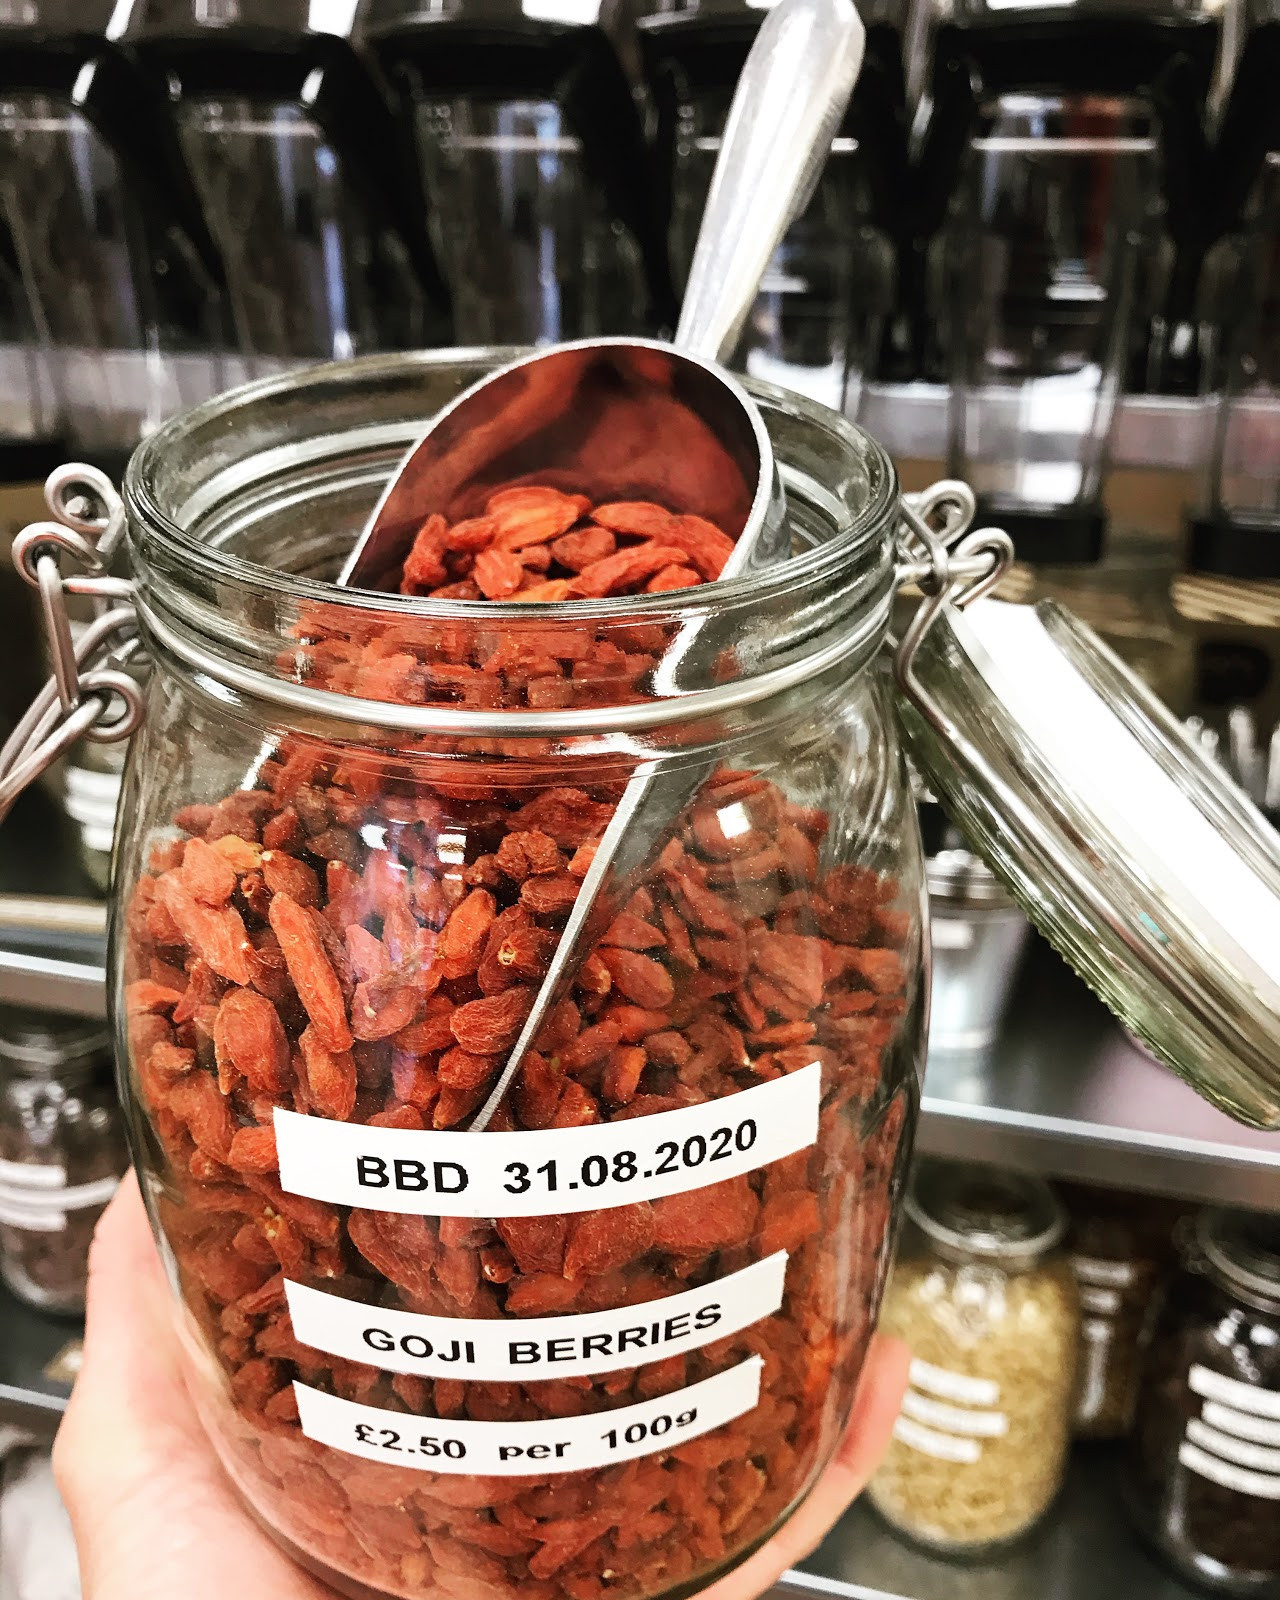 BBD 31.08.2020
GOJI BERRIES
£2.50 per 100g